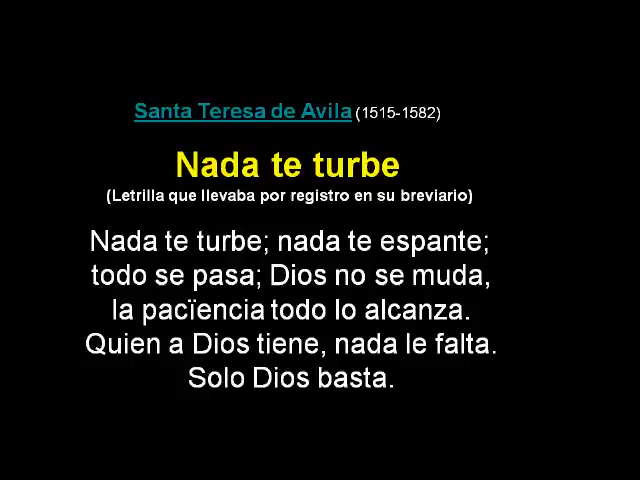 Santa Teresa de Avila (1515-1582)
Nada te turbe
(Letrilla que llevaba por registro en su breviario)
Nada te turbe; nada te espante;
todo se pasa; Dios no se muda,
la pacïencia todo lo alcanza.
Quien a Dios tiene, nada le falta.
Solo Dios basta.